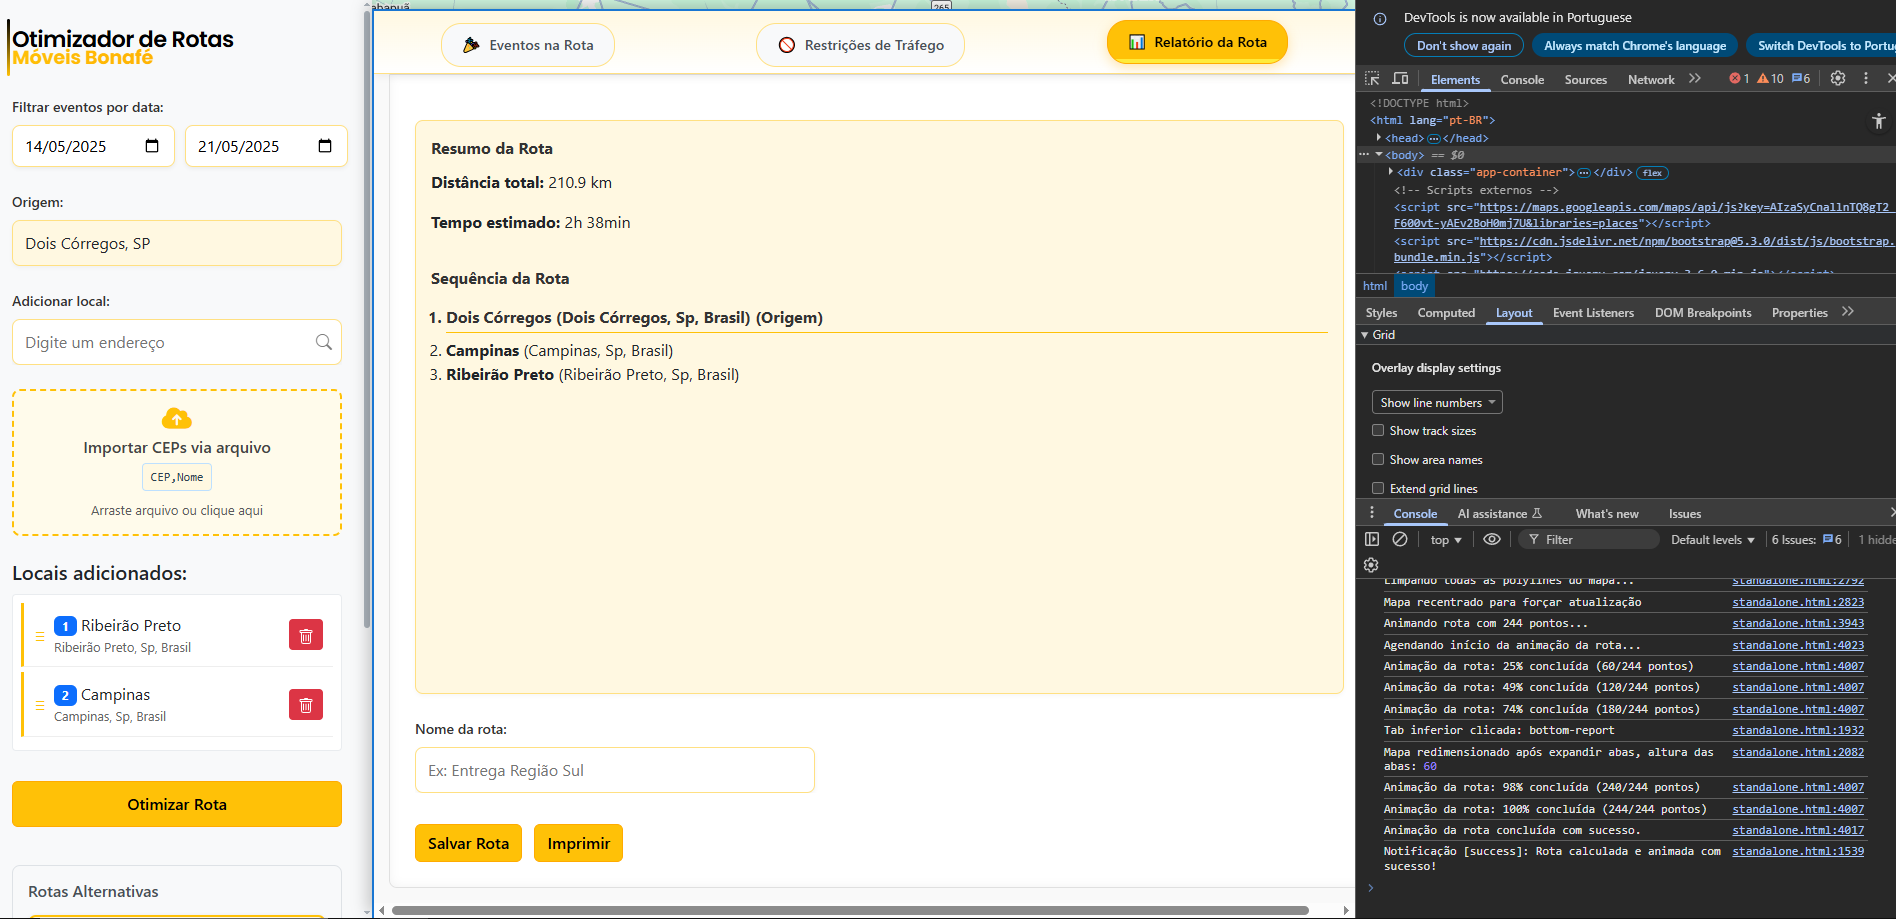 Otimizador de Rotas
Móveis Bonafé
Filtrar eventos por data:
14/05/2025
21/05/2025
Origem:
Dois Córregos, SP
Adicionar local:
Digite um endereço
Importar CEPs via arquivo
CEP,Nome
Arraste arquivo ou clique aqui
Locais adicionados:
1 Ribeirão Preto
Ribeirão Preto, Sp, Brasil
2 Campinas
Campinas, Sp, Brasil
Otimizar Rota
Rotas Alternativas
265
Eventos na Rota
Restrições de Tráfego
Relatório da Rota
Resumo da Rota
Distância total: 210.9 km
Tempo estimado: 2h 38min
Sequência da Rota
1. Dois Córregos (Dois Córregos, Sp, Brasil) (Origem)
2. Campinas (Campinas, Sp, Brasil)
3. Ribeirão Preto (Ribeirão Preto, Sp, Brasil)
Nome da rota:
Ex: Entrega Região Sul
Salvar Rota
Imprimir
DevTools is now available in Portuguese
Don't show again
Always match Chrome's language
Switch DevTools to Portu
Elements
Console
Sources
Network
1
10
6
<!DOCTYPE html>
<html lang="pt-BR">
<head> </head>
<body> == $0
<div class="app-container"> </div> flex
<!-- Scripts externos -->
<script src="https://maps.googleapis.com/maps/api/js?key=AIzaSyCnallnTQ8gT2_
F600vt-yAEv2BoH0mj7U&libraries=places"></script>
<script src="https://cdn.jsdelivr.net/npm/bootstrap@5.3.0/dist/js/bootstrap.
bundle.min.js"></script>
html
body
Styles
Computed
Layout
Event Listeners
DOM Breakpoints
Properties
Grid
Overlay display settings
Show line numbers
Show track sizes
Show area names
Extend grid lines
Console
AI assistance
What's new
Issues
top
Filter
Default levels
6 Issues:
6
1 hidde
Limpando todas as polylines do mapa... standalone.html:2792
Mapa recentrado para forçar atualização standalone.html:2823
Animando rota com 244 pontos... standalone.html:3943
Agendando início da animação da rota... standalone.html:4023
Animação da rota: 25% concluída (60/244 pontos) standalone.html:4007
Animação da rota: 49% concluída (120/244 pontos) standalone.html:4007
Animação da rota: 74% concluída (180/244 pontos) standalone.html:4007
Tab inferior clicada: bottom-report standalone.html:1932
Mapa redimensionado após expandir abas, altura das standalone.html:2082
abas: 60
Animação da rota: 98% concluída (240/244 pontos) standalone.html:4007
Animação da rota: 100% concluída (244/244 pontos) standalone.html:4007
Animação da rota concluída com sucesso. standalone.html:4017
Notificação [success]: Rota calculada e animada com standalone.html:1539
sucesso!